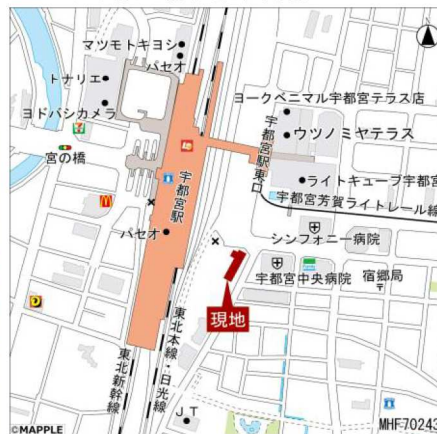 マツモトキヨシ
パセオ
トナリエ
ヨドバシカメラ
宮の橋
宇都宮駅
パセオ
ヨークベニマル宇都宮テラス店
ウツノミヤテラス
宇都宮駅東口
ライトキューブ宇都宮
宇都宮芳賀ライトレール線
シンフォニー病院
宇都宮中央病院
宿郷局
現地
東北本線・日光線
東北新幹線
JT
©MAPPLE
MHF70243